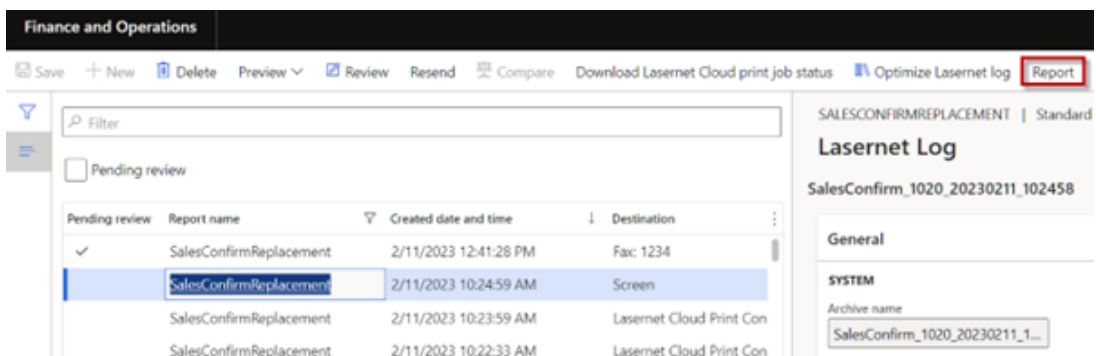 Finance and Operations
Save New Delete Preview Review Resend Compare Download Lasernet Cloud print job status Optimize Lasernet log Report
Filter
Pending review
Pending review Report name Created date and time Destination
SalesConfirmReplacement 2/11/2023 12:41:28 PM Fax: 1234
SalesConfirmReplacement 2/11/2023 10:24:59 AM Screen
SalesConfirmReplacement 2/11/2023 10:23:59 AM Lasernet Cloud Print Con
SalesConfirmReplacement 2/11/2023 10:22:33 AM Lasernet Cloud Print Con
SALESCONFIRMREPLACEMENT | Standard
Lasernet Log
SalesConfirm_1020_20230211_102458
General
SYSTEM
Archive name
SalesConfirm_1020_20230211_1...